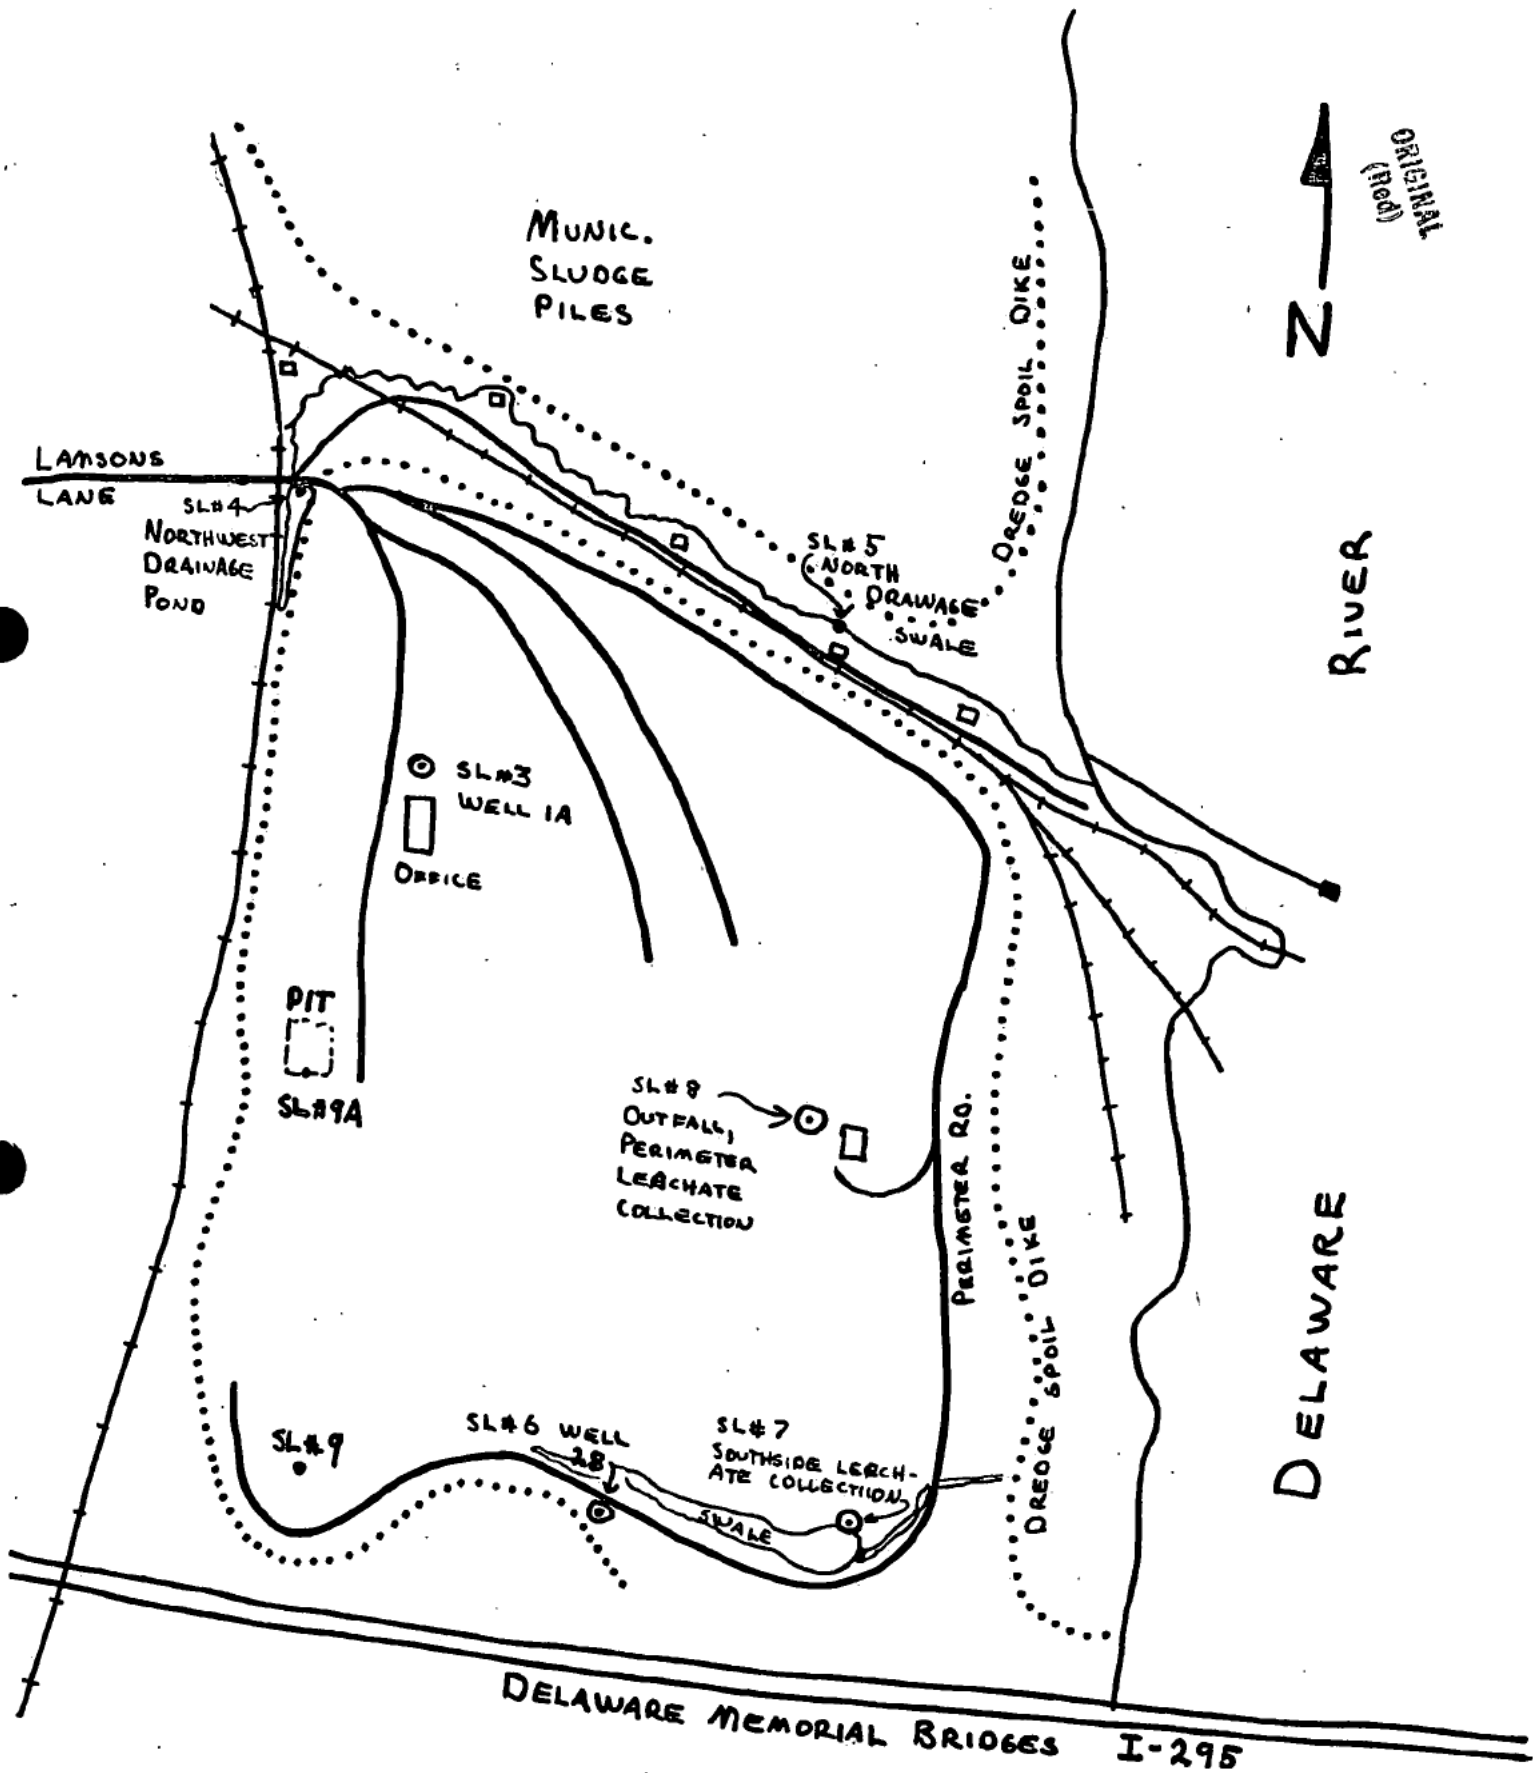 ORIGINAL
(Red)
MUNIC.
SLUDGE
PILES
N
DREDGE SPOIL DIKE
LAMSONS
LANE
SL#4
NORTHWEST
DRAINAGE
POND
SL#5
NORTH
DRAINAGE
SWALE
RIVER
SL#3
WELL 1A
OFFICE
PIT
SL#9A
SL#8
OUTFALL,
PERIMETER
LEACHATE
COLLECTION
PERIMETER RD.
DREDGE SPOIL DIKE
DELAWARE
SL#9
SL#6 WELL
2B
SL#7
SOUTHSIDE LEACH-
ATE COLLECTION
SWALE
DELAWARE MEMORIAL BRIDGES I-295